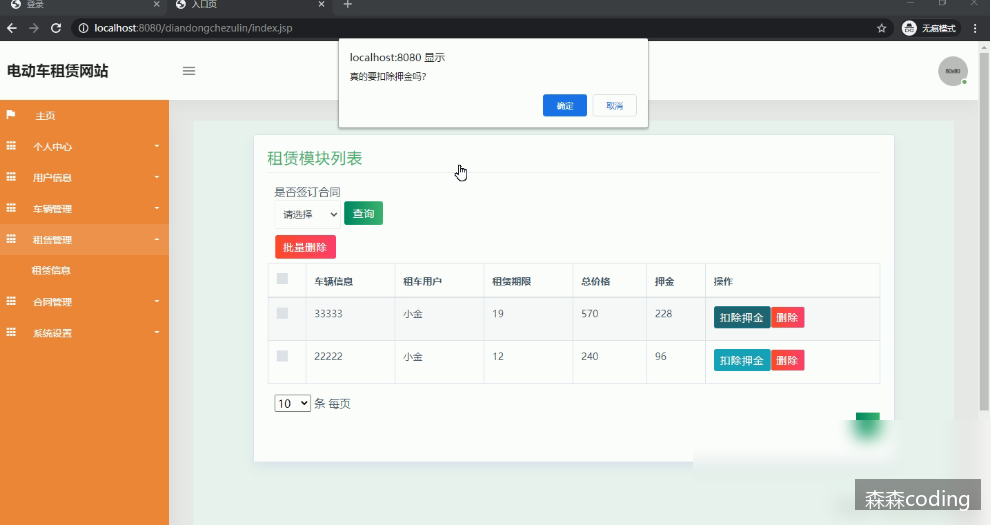 登录
入口页
localhost:8080/diandongchezulin/index.jsp
无痕模式
电动车租赁网站
localhost:8080 显示
真的要扣除押金吗?
确定
取消
60x60
主页
个人中心
用户信息
车辆管理
租赁管理
租赁信息
合同管理
系统设置
租赁模块列表
是否签订合同
请选择
查询
批量删除
车辆信息 租车用户 租赁期限 总价格 押金 操作
33333 小金 19 570 228 扣除押金 删除
22222 小金 12 240 96 扣除押金 删除
10 条 每页
森森coding